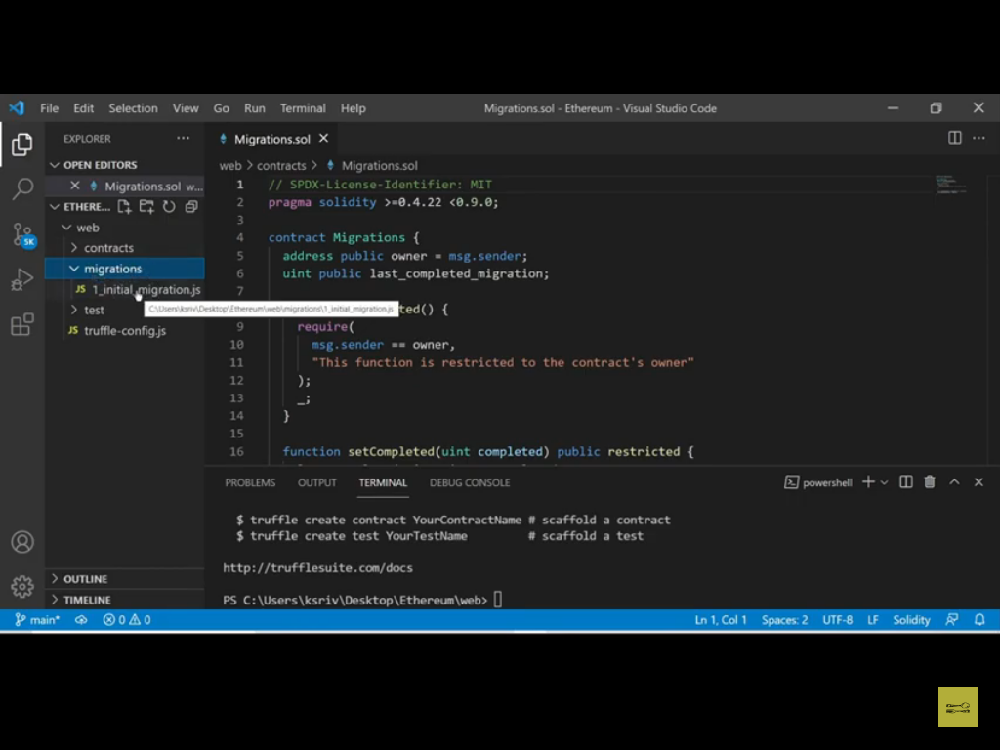 File Edit Selection View Go Run Terminal Help
Migrations.sol - Ethereum - Visual Studio Code
EXPLORER
OPEN EDITORS
Migrations.sol w...
ETHERE...
web
contracts
migrations
JS 1_initial_migration.js
C:\Users\ksriv\Desktop\Ethereum\web\migrations\1_initial_migration.js
test
JS truffle-config.js
OUTLINE
TIMELINE
5K
Migrations.sol
web > contracts > Migrations.sol
1 // SPDX-License-Identifier: MIT
2 pragma solidity >=0.4.22 <0.9.0;
3
4 contract Migrations {
5 address public owner = msg.sender;
6 uint public last_completed_migration;
7
ted() {
9 require(
10 msg.sender == owner,
11 "This function is restricted to the contract's owner"
12 );
13 _;
14 }
15
16 function setCompleted(uint completed) public restricted {
PROBLEMS OUTPUT TERMINAL DEBUG CONSOLE
powershell
$ truffle create contract YourContractName # scaffold a contract
$ truffle create test YourTestName # scaffold a test
http://trufflesuite.com/docs
PS C:\Users\ksriv\Desktop\Ethereum\web>
main* 0 0
Ln 1, Col 1 Spaces: 2 UTF-8 LF Solidity